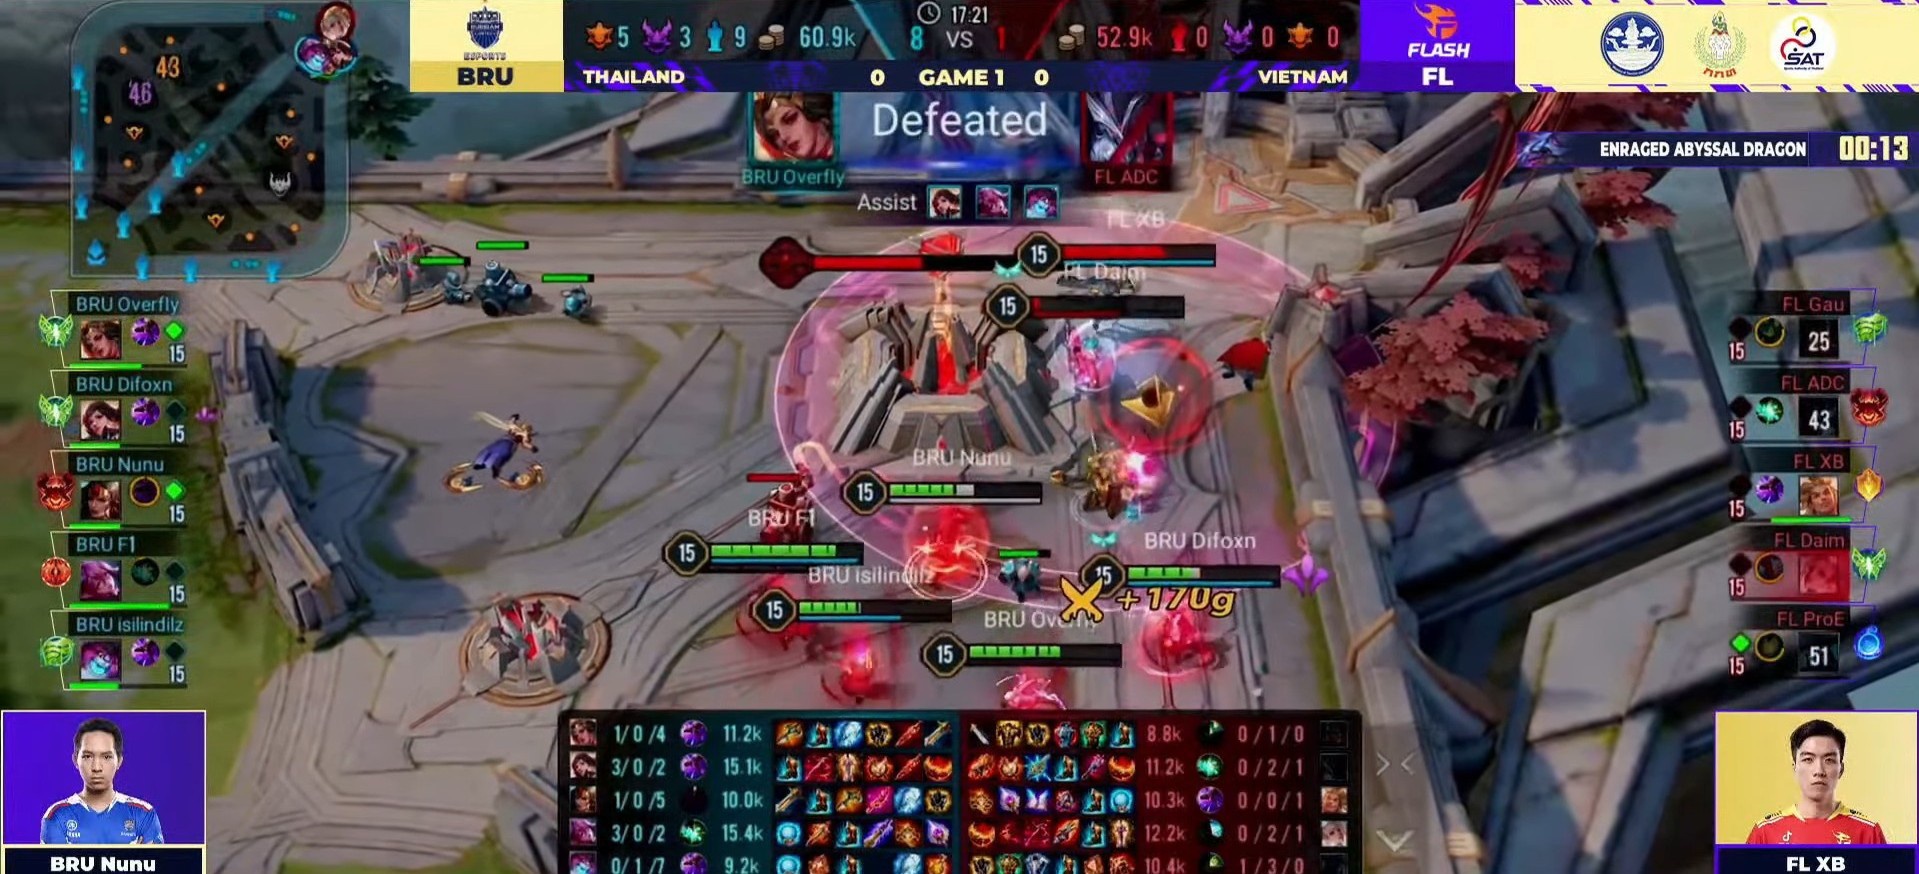 43
46
ESPORTS
BRU
5 3 9 60.9k
17:21
8 VS 1
52.9k 0 0 0
THAILAND 0 GAME 1 0 VIETNAM
FLASH
FL
SAT
ENRAGED ABYSSAL DRAGON 00:13
Defeated
BRU Overfly
FL ADC
Assist
FL XB
15
FL Daim
15
BRU Nunu
15
BRU F1
15
BRU isilindilz
15
BRU Difoxn
15
+170g
BRU Overfly
15
BRU Overfly
15
BRU Difoxn
15
BRU Nunu
15
BRU F1
15
BRU isilindilz
15
FL Gau
15 25
FL ADC
15 43
FL XB
15
FL Daim
15
FL ProE
15 51
1/0/4 11.2k 8.8k 0/1/0
3/0/2 15.1k 11.2k 0/2/1
1/0/5 10.0k 10.3k 0/0/1
3/0/2 15.4k 12.2k 0/2/1
0/1/7 9.2k 10.4k 1/3/0
BRU Nunu
FL XB